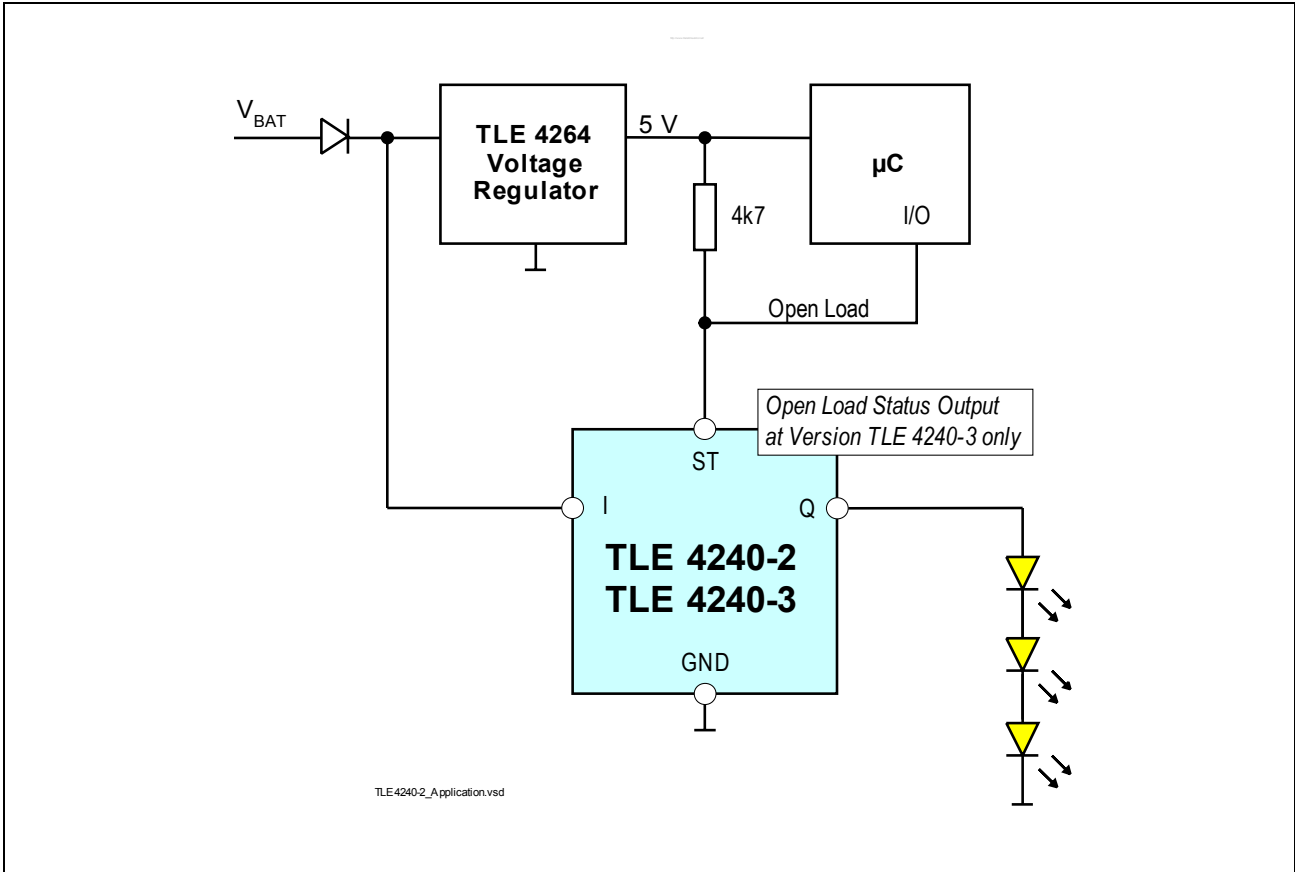 V BAT
TLE 4264
Voltage
Regulator
5 V
µC
I/O
4k7
Open Load
Open Load Status Output
at Version TLE 4240-3 only
ST
I
Q
TLE 4240-2
TLE 4240-3
GND
TLE4240-2_Application.vsd